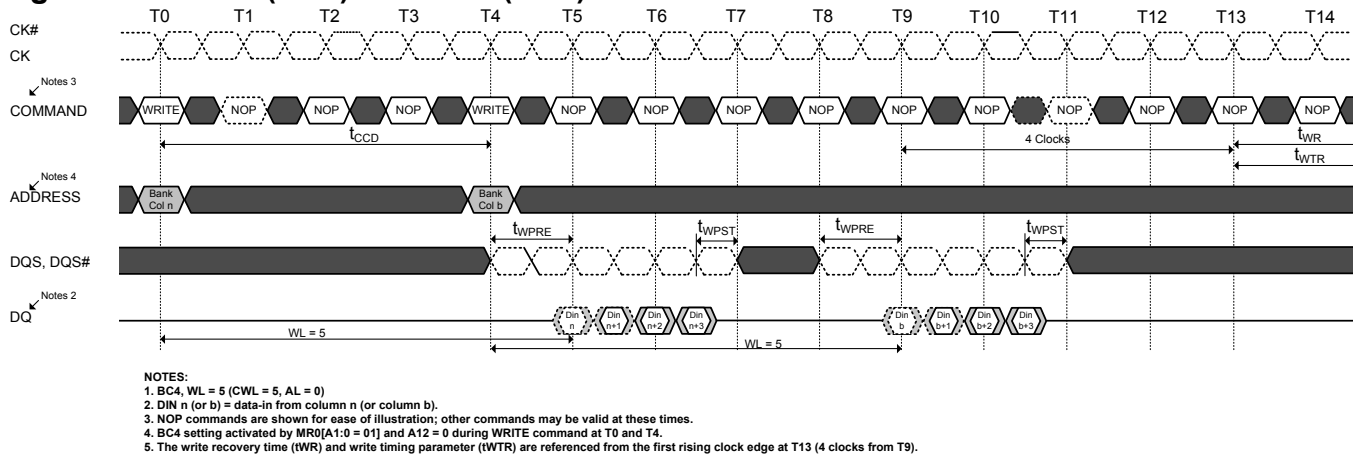 T0 T1 T2 T3 T4 T5 T6 T7 T8 T9 T10 T11 T12 T13 T14
CK#
CK
Notes 3
COMMAND
WRITE NOP NOP NOP WRITE NOP NOP NOP NOP NOP NOP NOP NOP NOP NOP
tCCD
4 Clocks
tWR
tWTR
Notes 4
ADDRESS
Bank Bank
Col n Col b
tWPRE tWPST tWPRE tWPST
DQS, DQS#
Notes 2
DQ
Din Din Din Din Din Din Din Din
n n+1 n+2 n+3 b b+1 b+2 b+3
WL = 5
WL = 5
NOTES:
1. BC4, WL = 5 (CWL = 5, AL = 0)
2. DIN n (or b) = data-in from column n (or column b).
3. NOP commands are shown for ease of illustration; other commands may be valid at these times.
4. BC4 setting activated by MR0[A1:0 = 01] and A12 = 0 during WRITE command at T0 and T4.
5. The write recovery time (tWR) and write timing parameter (tWTR) are referenced from the first rising clock edge at T13 (4 clocks from T9).